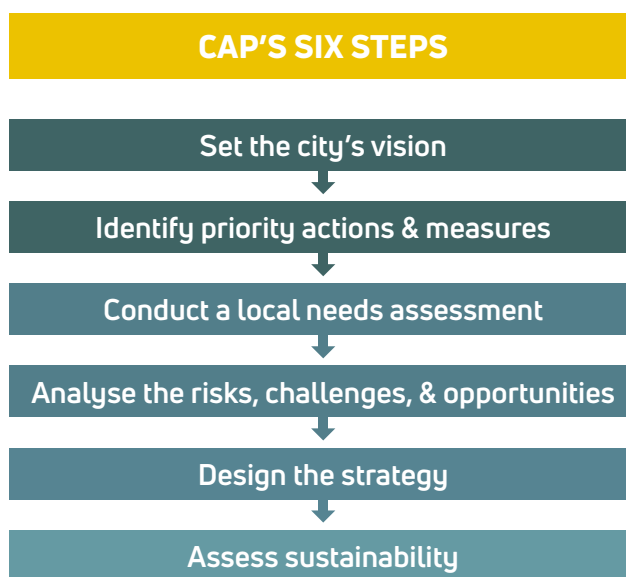 CAP'S SIX STEPS
Set the city's vision
Identify priority actions & measures
Conduct a local needs assessment
Analyse the risks, challenges, & opportunities
Design the strategy
Assess sustainability